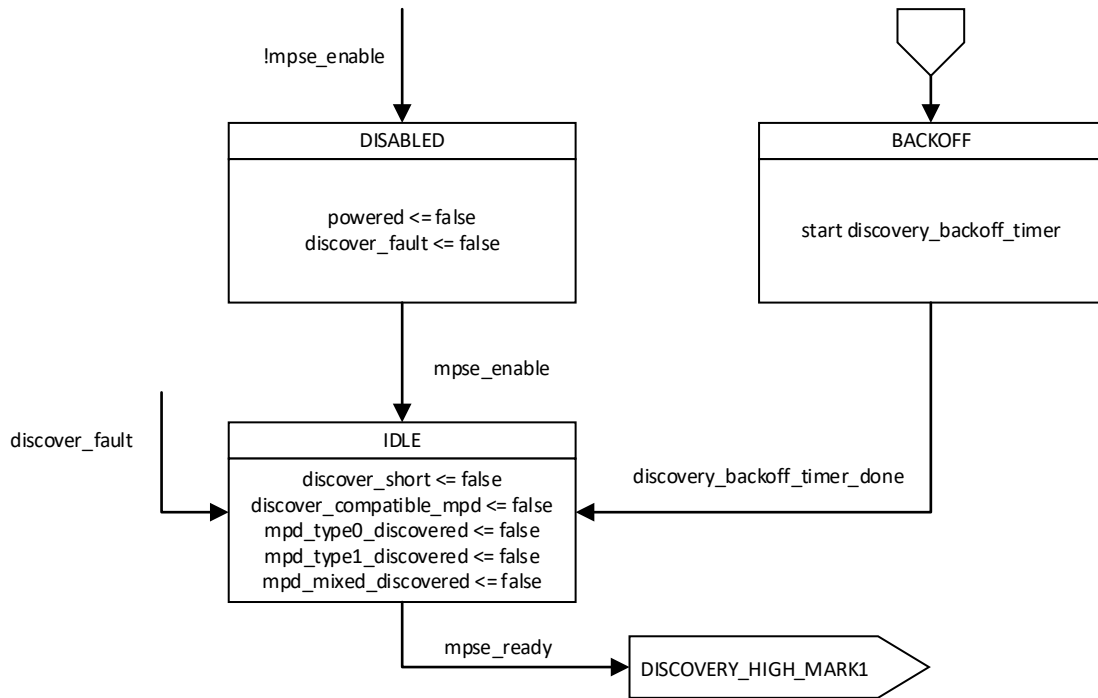 !mpse_enable
DISABLED
powered <= false
discover_fault <= false
BACKOFF
start discovery_backoff_timer
mpse_enable
discover_fault
IDLE
discover_short <= false
discover_compatible_mpd <= false
mpd_type0_discovered <= false
mpd_type1_discovered <= false
mpd_mixed_discovered <= false
discovery_backoff_timer_done
mpse_ready
DISCOVERY_HIGH_MARK1